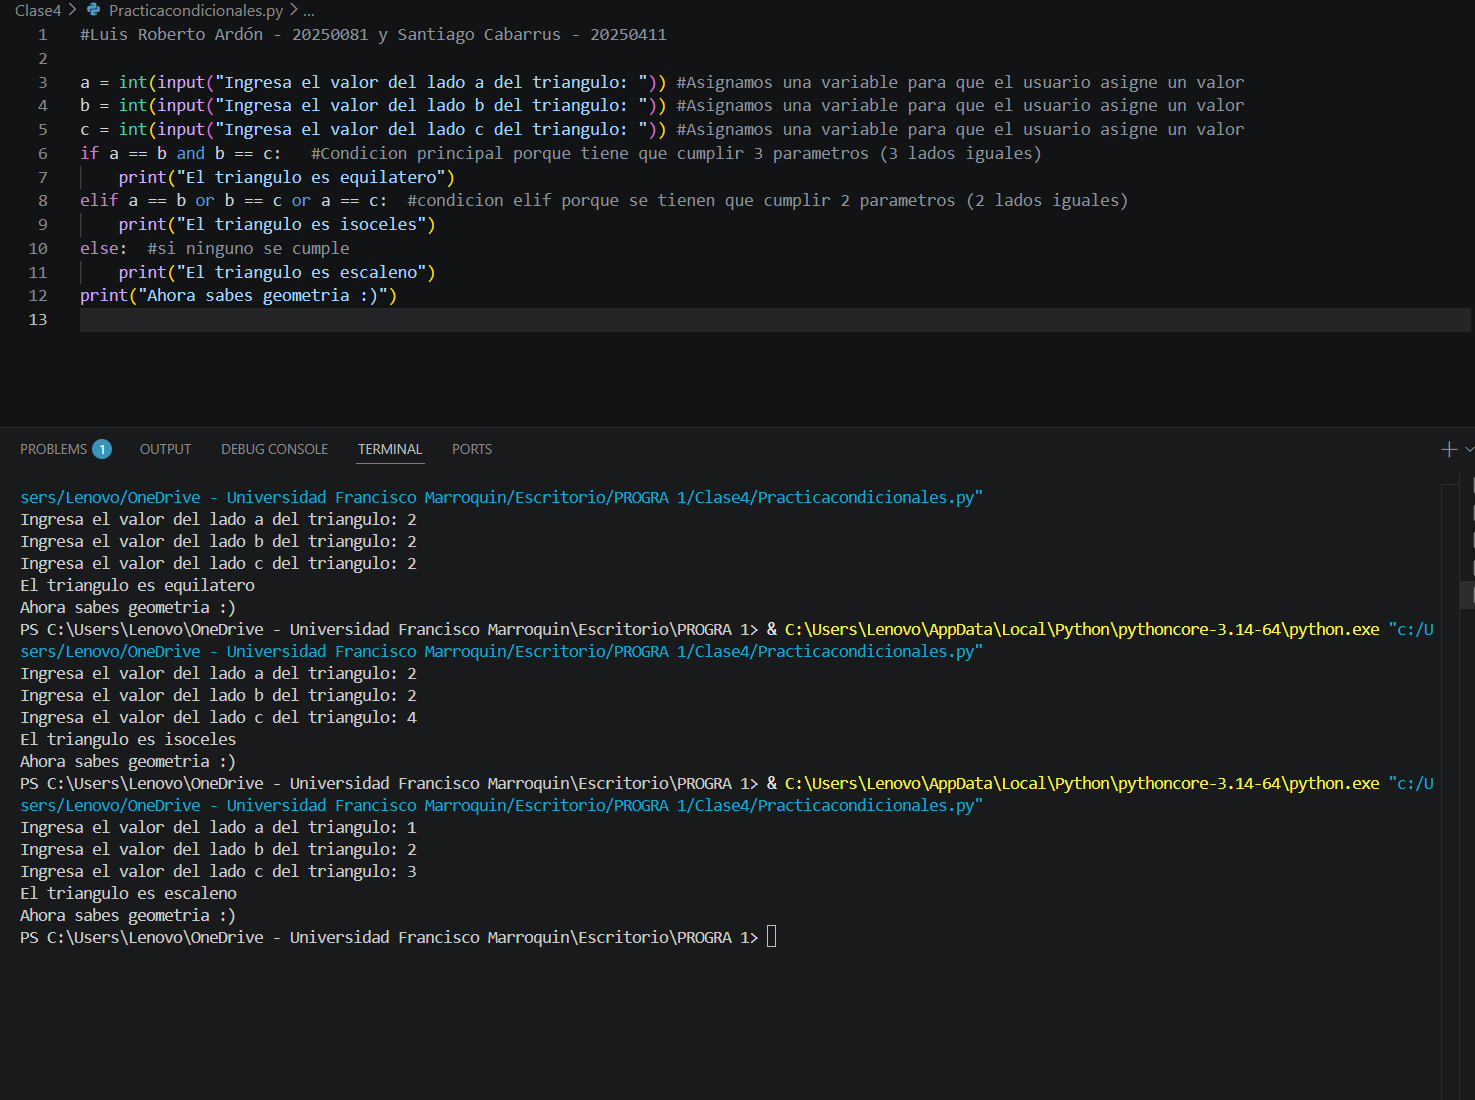 Clase4 > Practicacondicionales.py > ...
1 #Luis Roberto Ardón - 20250081 y Santiago Cabarrus - 20250411
2
3 a = int(input("Ingresa el valor del lado a del triangulo: ")) #Asignamos una variable para que el usuario asigne un valor
4 b = int(input("Ingresa el valor del lado b del triangulo: ")) #Asignamos una variable para que el usuario asigne un valor
5 c = int(input("Ingresa el valor del lado c del triangulo: ")) #Asignamos una variable para que el usuario asigne un valor
6 if a == b and b == c:   #Condicion principal porque tiene que cumplir 3 parametros (3 lados iguales)
7     print("El triangulo es equilatero")
8 elif a == b or b == c or a == c:  #condicion elif porque se tienen que cumplir 2 parametros (2 lados iguales)
9     print("El triangulo es isoceles")
10 else:  #si ninguno se cumple
11     print("El triangulo es escaleno")
12 print("Ahora sabes geometria :)")
13
PROBLEMS 1 OUTPUT DEBUG CONSOLE TERMINAL PORTS
sers/Lenovo/OneDrive - Universidad Francisco Marroquin/Escritorio/PROGRA 1/Clase4/Practicacondicionales.py"
Ingresa el valor del lado a del triangulo: 2
Ingresa el valor del lado b del triangulo: 2
Ingresa el valor del lado c del triangulo: 2
El triangulo es equilatero
Ahora sabes geometria :)
PS C:\Users\Lenovo\OneDrive - Universidad Francisco Marroquin\Escritorio\PROGRA 1> & C:\Users\Lenovo\AppData\Local\Python\pythoncore-3.14-64\python.exe "c:/U
sers/Lenovo/OneDrive - Universidad Francisco Marroquin/Escritorio/PROGRA 1/Clase4/Practicacondicionales.py"
Ingresa el valor del lado a del triangulo: 2
Ingresa el valor del lado b del triangulo: 2
Ingresa el valor del lado c del triangulo: 4
El triangulo es isoceles
Ahora sabes geometria :)
PS C:\Users\Lenovo\OneDrive - Universidad Francisco Marroquin\Escritorio\PROGRA 1> & C:\Users\Lenovo\AppData\Local\Python\pythoncore-3.14-64\python.exe "c:/U
sers/Lenovo/OneDrive - Universidad Francisco Marroquin/Escritorio/PROGRA 1/Clase4/Practicacondicionales.py"
Ingresa el valor del lado a del triangulo: 1
Ingresa el valor del lado b del triangulo: 2
Ingresa el valor del lado c del triangulo: 3
El triangulo es escaleno
Ahora sabes geometria :)
PS C:\Users\Lenovo\OneDrive - Universidad Francisco Marroquin\Escritorio\PROGRA 1>